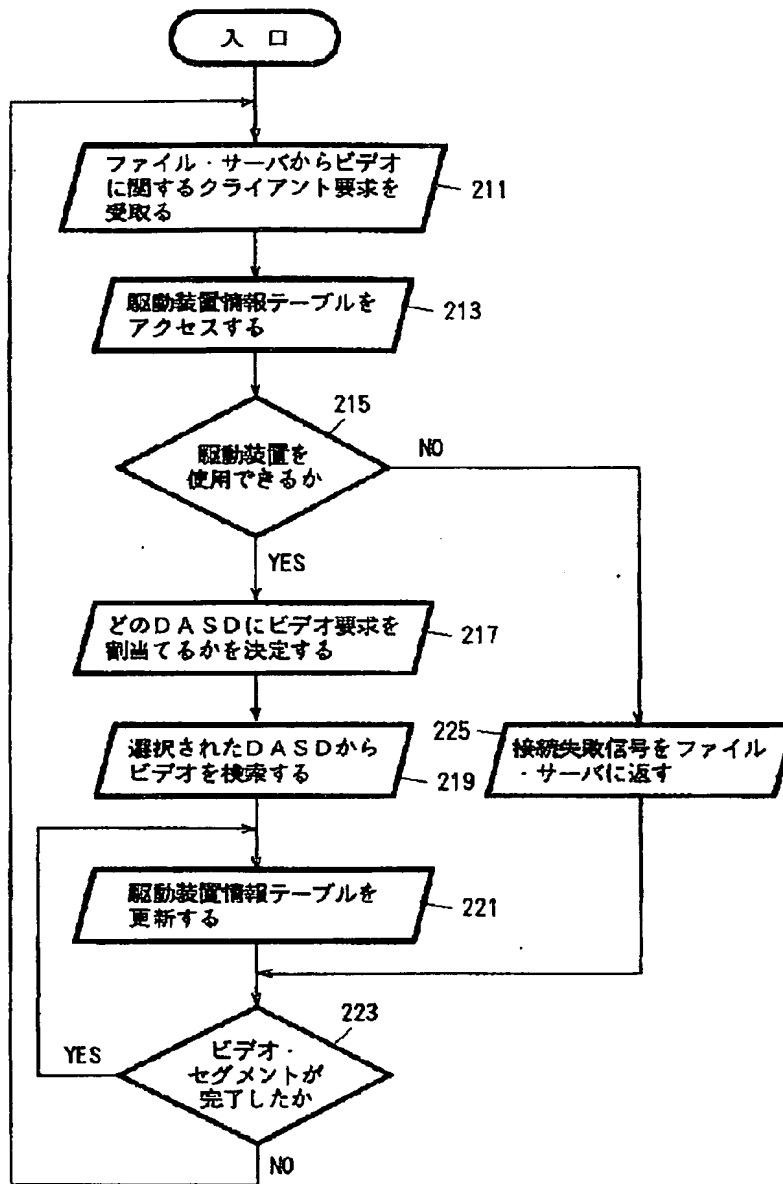 入 口
ファイル・サーバからビデオ
に関するクライアント要求を
受取る
211
駆動装置情報テーブルを
アクセスする
213
215
駆動装置を
使用できるか
NO
YES
どのDASDにビデオ要求を
割当てるかを決定する
217
選択されたDASDから
ビデオを検索する
219
225
接続失敗信号をファイル
・サーバに返す
駆動装置情報テーブルを
更新する
221
223
ビデオ・
セグメントが
完了したか
YES
NO